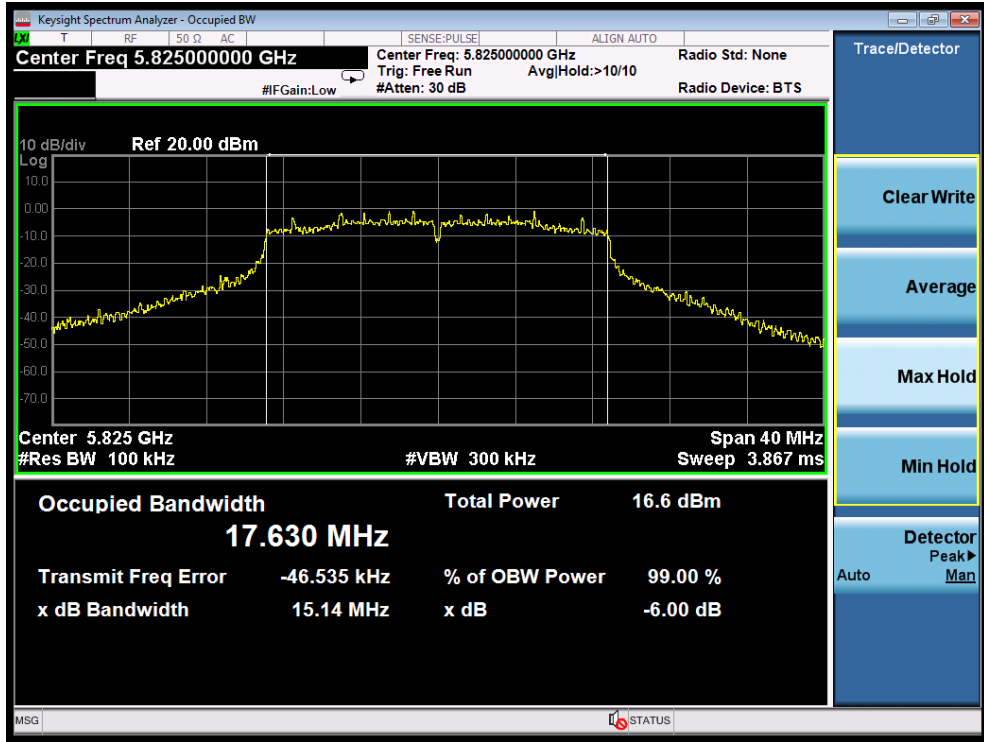 Keysight Spectrum Analyzer - Occupied BW
LXI T RF 50 Ω AC SENSE:PULSE ALIGN AUTO
Center Freq 5.825000000 GHz
Center Freq: 5.825000000 GHz Radio Std: None
Trig: Free Run Avg|Hold:>10/10
#IFGain:Low #Atten: 30 dB Radio Device: BTS
10 dB/div Ref 20.00 dBm
Log
10.0
0.00
-10.0
-20.0
-30.0
-40.0
-50.0
-60.0
-70.0
Center 5.825 GHz Span 40 MHz
#Res BW 100 kHz #VBW 300 kHz Sweep 3.867 ms
Occupied Bandwidth Total Power 16.6 dBm
17.630 MHz
Transmit Freq Error -46.535 kHz % of OBW Power 99.00 %
x dB Bandwidth 15.14 MHz x dB -6.00 dB
Trace/Detector
Clear Write
Average
Max Hold
Min Hold
Detector
Peak▶
Auto Man
MSG STATUS